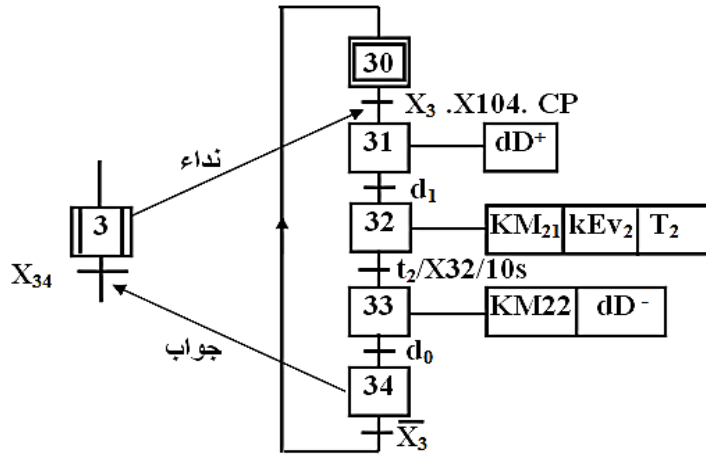 30
X₃ .X104. CP
31 dD⁺
نداء
d₁
3
32 KM₂₁ kEv₂ T₂
X₃₄
t₂/X32/10s
33 KM22 dD⁻
جواب
d₀
34
X̅₃